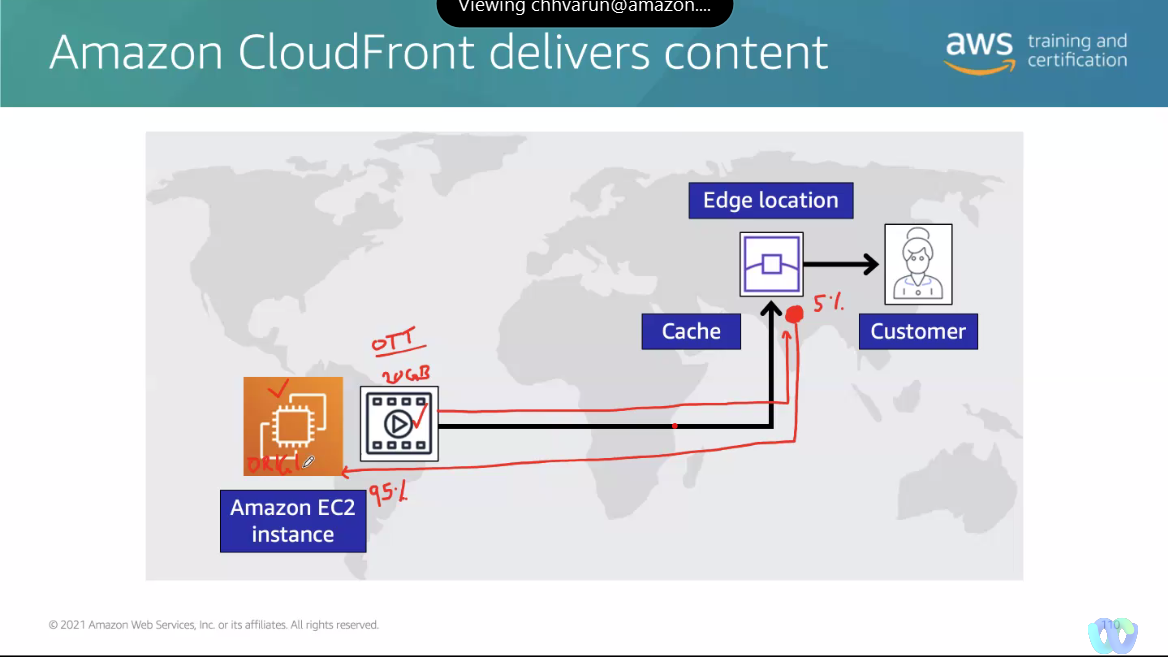 Viewing chhvarun@amazon....
Amazon CloudFront delivers content
aws training and
certification
Edge location
5%
Cache
Customer
OTT
20GB
ORIGI
95%
Amazon EC2
instance
© 2021 Amazon Web Services, Inc. or its affiliates. All rights reserved.
110